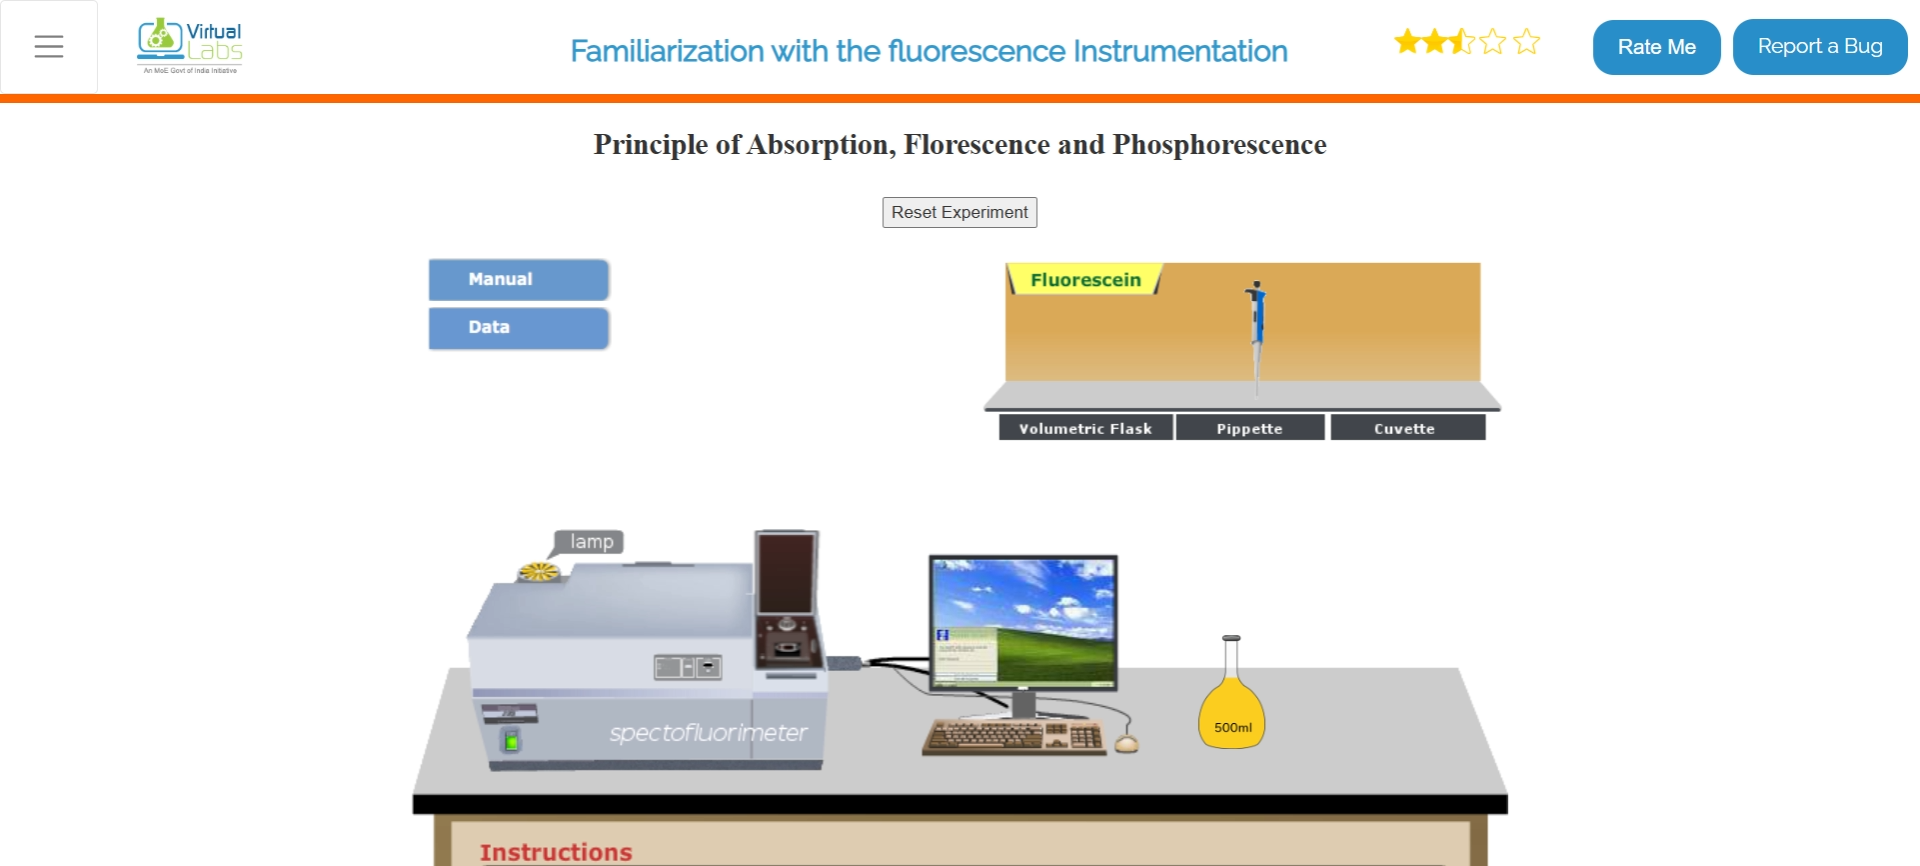 Virtual
Labs
An MoE Govt of India Initiative
Familiarization with the fluorescence Instrumentation
Rate Me
Report a Bug
Principle of Absorption, Florescence and Phosphorescence
Reset Experiment
Manual
Data
Fluorescein
Volumetric Flask
Pippette
Cuvette
lamp
spectofluorimeter
500ml
Instructions